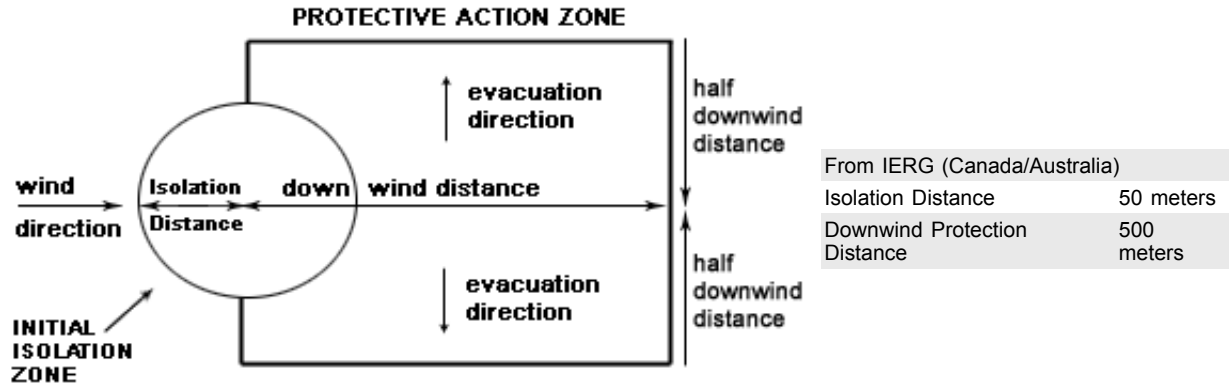 PROTECTIVE ACTION ZONE
evacuation
direction
half
downwind
distance
wind
direction
Isolation
Distance
down wind distance
evacuation
direction
half
downwind
distance
INITIAL
ISOLATION
ZONE
From IERG (Canada/Australia)
Isolation Distance 50 meters
Downwind Protection 500
Distance meters